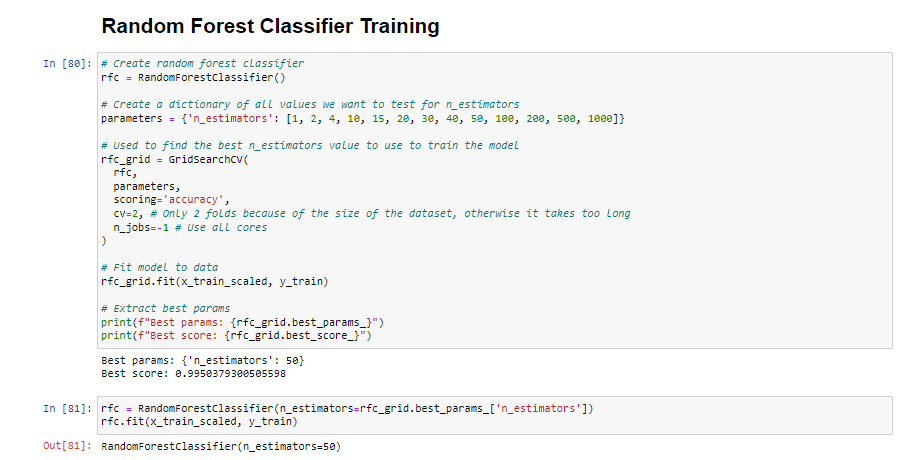 Random Forest Classifier Training
In [80]: # Create random forest classifier
rfc = RandomForestClassifier()
# Create a dictionary of all values we want to test for n_estimators
parameters = {'n_estimators': [1, 2, 4, 10, 15, 20, 30, 40, 50, 100, 200, 500, 1000]}
# Used to find the best n_estimators value to use to train the model
rfc_grid = GridSearchCV(
  rfc,
  parameters,
  scoring='accuracy',
  cv=2, # Only 2 folds because of the size of the dataset, otherwise it takes too long
  n_jobs=-1 # Use all cores
)
# Fit model to data
rfc_grid.fit(x_train_scaled, y_train)
# Extract best params
print(f"Best params: {rfc_grid.best_params_}")
print(f"Best score: {rfc_grid.best_score_}")
Best params: {'n_estimators': 50}
Best score: 0.9950379300505598
In [81]: rfc = RandomForestClassifier(n_estimators=rfc_grid.best_params_['n_estimators'])
rfc.fit(x_train_scaled, y_train)
Out[81]: RandomForestClassifier(n_estimators=50)